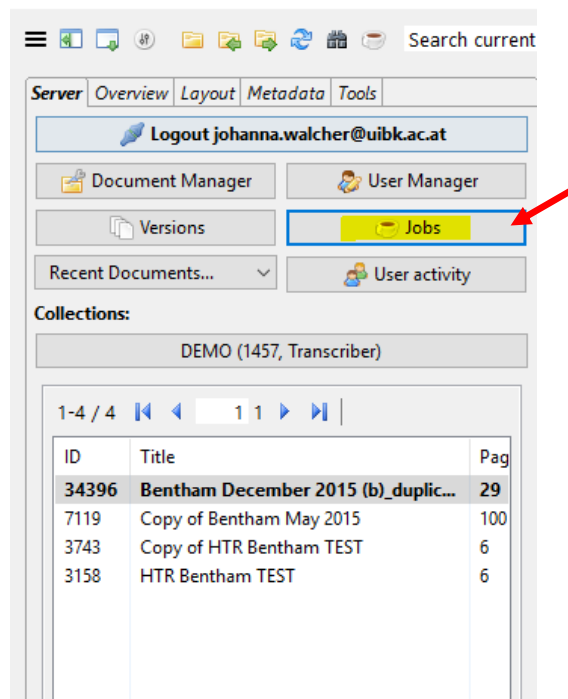 Search current
Server Overview Layout Metadata Tools
Logout johanna.walcher@uibk.ac.at
Document Manager User Manager
Versions Jobs
Recent Documents... User activity
Collections:
DEMO (1457, Transcriber)
1-4 / 4 1 1
ID Title Pag
34396 Bentham December 2015 (b)_duplic... 29
7119 Copy of Bentham May 2015 100
3743 Copy of HTR Bentham TEST 6
3158 HTR Bentham TEST 6